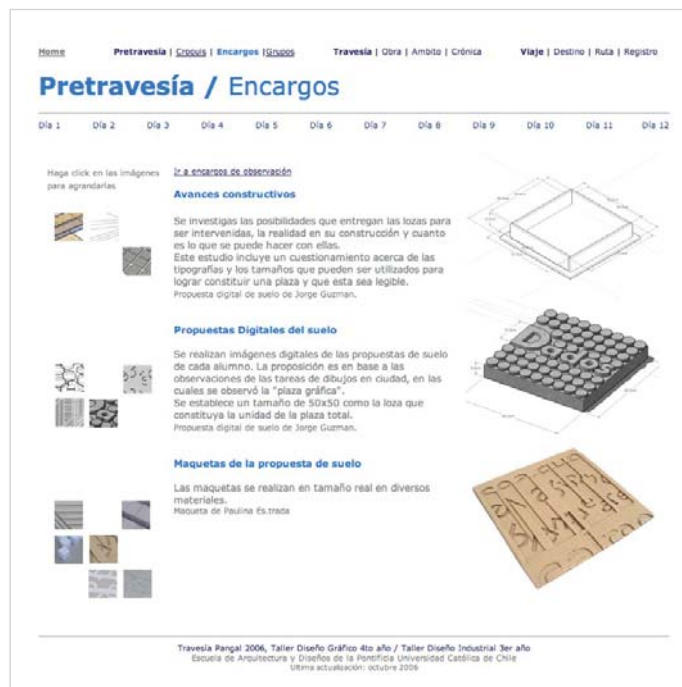 Home Pretravesía | Croquis | Encargos |Grupos Travesía | Obra | Ambito | Crónica Viaje | Destino | Ruta | Registro
Pretravesía / Encargos
Día 1 Día 2 Día 3 Día 4 Día 5 Día 6 Día 7 Día 8 Día 9 Día 10 Día 11 Día 12
Haga click en las imágenes
para agrandarlas
Ir a encargos de observación
Avances constructivos
Se investigas las posibilidades que entregan las lozas para
ser intervenidas, la realidad en su construcción y cuanto
es lo que se puede hacer con ellas.
Este estudio incluye un cuestionamiento acerca de las
tipografías y los tamaños que pueden ser utilizados para
lograr constituir una plaza y que esta sea legible.
Propuesta digital de suelo de Jorge Guzman.
Propuestas Digitales del suelo
Se realizan imágenes digitales de las propuestas de suelo
de cada alumno. La proposición es en base a las
observaciones de las tareas de dibujos en ciudad, en las
cuales se observó la "plaza gráfica".
Se establece un tamaño de 50x50 como la loza que
constituya la unidad de la plaza total.
Propuesta digital de suelo de Jorge Guzman.
Dados
Maquetas de la propuesta de suelo
Las maquetas se realizan en tamaño real en diversos
materiales.
Maqueta de Paulina Es.trada
Travesía Pangal 2006, Taller Diseño Gráfico 4to año / Taller Diseño Industrial 3er año
Escuela de Arquitectura y Diseños de la Pontificia Universidad Católica de Chile
Ultima actualización: octubre 2006